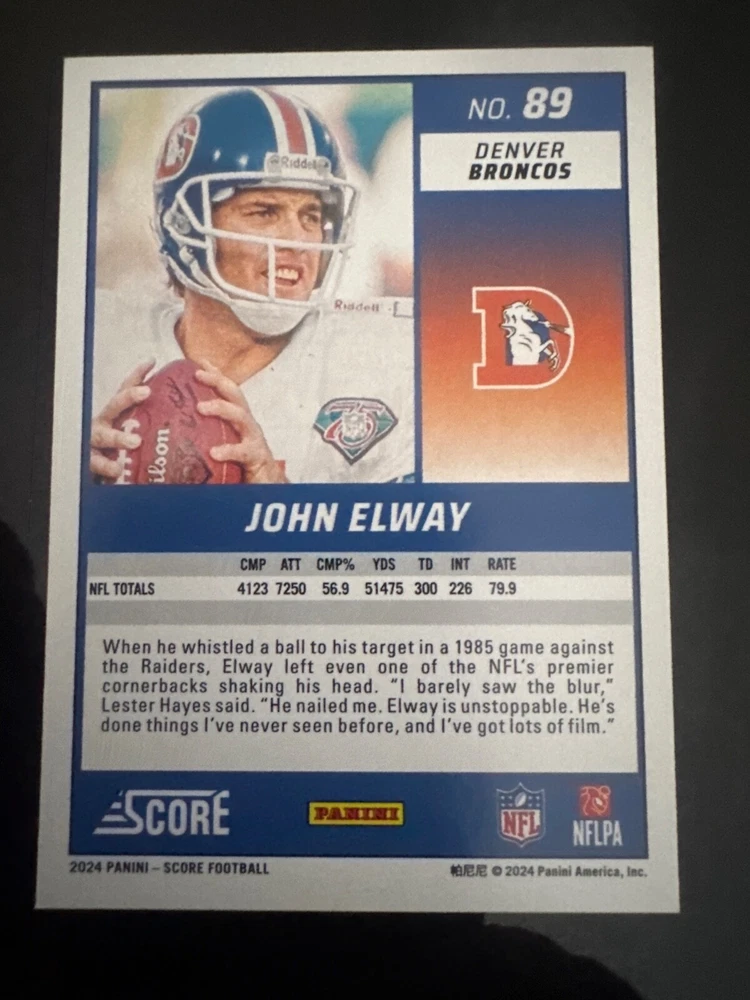 NO. 89
DENVER
BRONCOS
Riddell
Riddell
75
Wilson
D
JOHN ELWAY
CMP ATT CMP% YDS TD INT RATE
NFL TOTALS 4123 7250 56.9 51475 300 226 79.9
When he whistled a ball to his target in a 1985 game against
the Raiders, Elway left even one of the NFL's premier
cornerbacks shaking his head. "I barely saw the blur,"
Lester Hayes said. "He nailed me. Elway is unstoppable. He's
done things I've never seen before, and I've got lots of film."
SCORE
PANINI
NFL
NFLPA
2024 PANINI – SCORE FOOTBALL
帕尼尼 © 2024 Panini America, Inc.